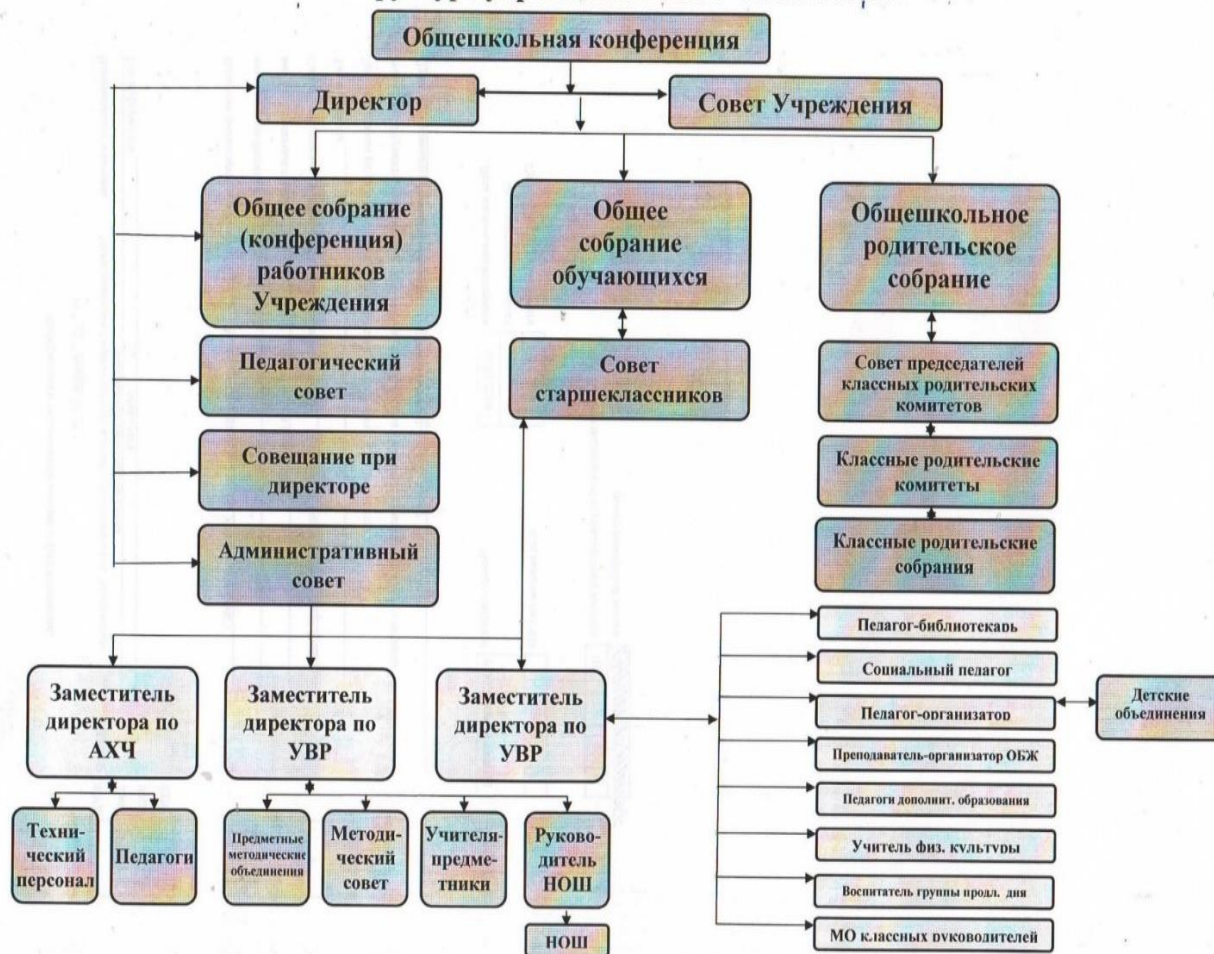 Общешкольная конференция
Директор
Совет Учреждения
Общее собрание
(конференция)
работников
Учреждения
Общее
собрание
обучающихся
Общешкольное
родительское
собрание
Педагогический
совет
Совет
старшеклассников
Совет председателей
классных родительских
комитетов
Совещание при
директоре
Классные родительские
комитеты
Административный
совет
Классные родительские
собрания
Педагог-библиотекарь
Социальный педагог
Педагог-организатор
Детские
объединения
Преподаватель-организатор ОБЖ
Педагоги дополнит. образования
Учитель физ. культуры
Воспитатель группы продл. дня
МО классных руководителей
Заместитель
директора по
АХЧ
Заместитель
директора по
УВР
Заместитель
директора по
УВР
Техни-
ческий
персонал
Педагоги
Предметные
методические
объединения
Методи-
ческий
совет
Учителя-
предме-
тники
Руково-
дитель
НОШ
НОШ